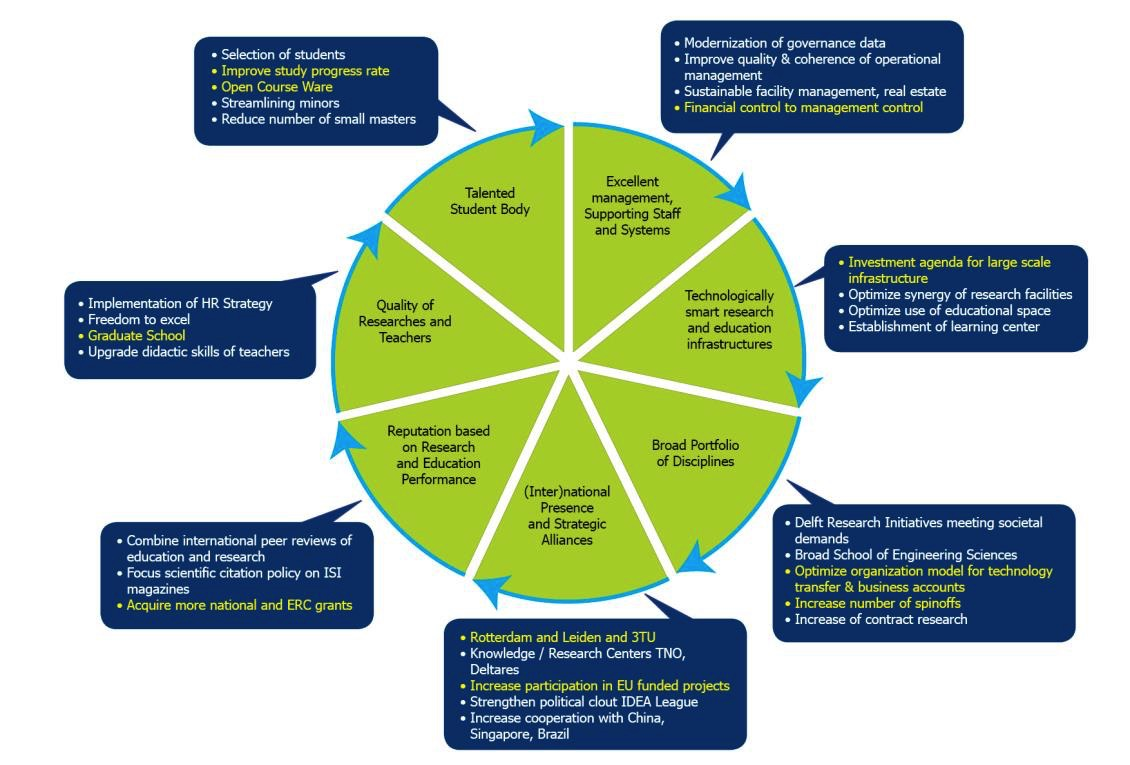 • Selection of students
• Improve study progress rate
• Open Course Ware
• Streamlining minors
• Reduce number of small masters
• Modernization of governance data
• Improve quality & coherence of operational
management
• Sustainable facility management, real estate
• Financial control to management control
Talented
Student Body
Excellent
management,
Supporting Staff
and Systems
• Investment agenda for large scale
infrastructure
• Optimize synergy of research facilities
• Optimize use of educational space
• Establishment of learning center
• Implementation of HR Strategy
• Freedom to excel
• Graduate School
• Upgrade didactic skills of teachers
Quality of
Researches and
Teachers
Technologically
smart research
and education
infrastructures
Reputation based
on Research
and Education
Performance
Broad Portfolio
of Disciplines
(Inter)national
Presence
and Strategic
Alliances
• Combine international peer reviews of
education and research
• Focus scientific citation policy on ISI
magazines
• Acquire more national and ERC grants
• Delft Research Initiatives meeting societal
demands
• Broad School of Engineering Sciences
• Optimize organization model for technology
transfer & business accounts
• Increase number of spinoffs
• Increase of contract research
• Rotterdam and Leiden and 3TU
• Knowledge / Research Centers TNO,
Deltares
• Increase participation in EU funded projects
• Strengthen political clout IDEA League
• Increase cooperation with China,
Singapore, Brazil